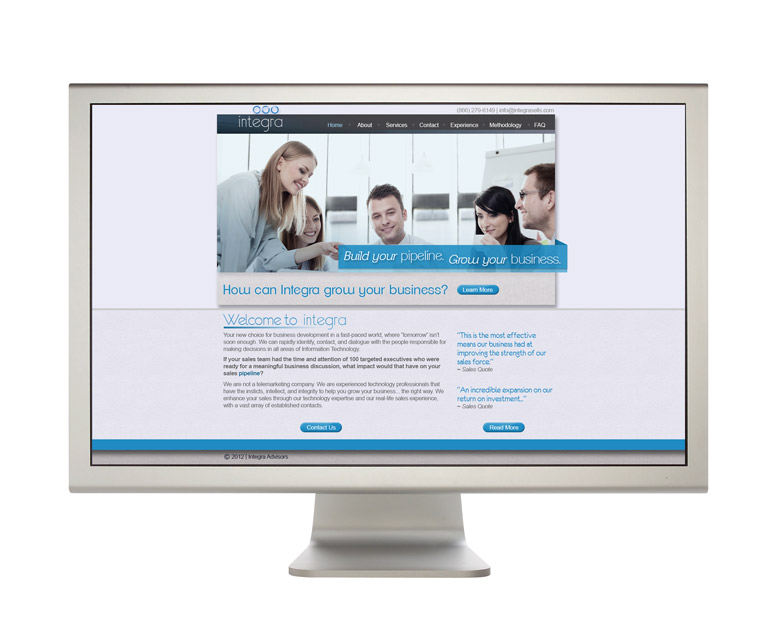 (866) 279-8149 | info@integrasells.com
integra
Home About Services Contact Experience Methodology FAQ
Build your pipeline. Grow your business.
How can Integra grow your business? Learn More
Welcome to integra
Your new choice for business development in a fast-paced world, where "tomorrow" isn't
soon enough. We can rapidly identify, contact, and dialogue with the people responsible for
making decisions in all areas of Information Technology.
If your sales team had the time and attention of 100 targeted executives who were
ready for a meaningful business discussion, what impact would that have on your
sales pipeline?
We are not a telemarketing company. We are experienced technology professionals that
have the insticts, intellect, and integrity to help you grow your business... the right way. We
enhance your sales through our technology expertise and our real-life sales experience,
with a vast array of established contacts.
Contact Us
"This is the most effective
means our business had at
improving the strength of our
sales force."
~ Sales Quote
"An incredible expansion on our
return on investment..."
~ Sales Quote
Read More
© 2012 | Integra Advisors